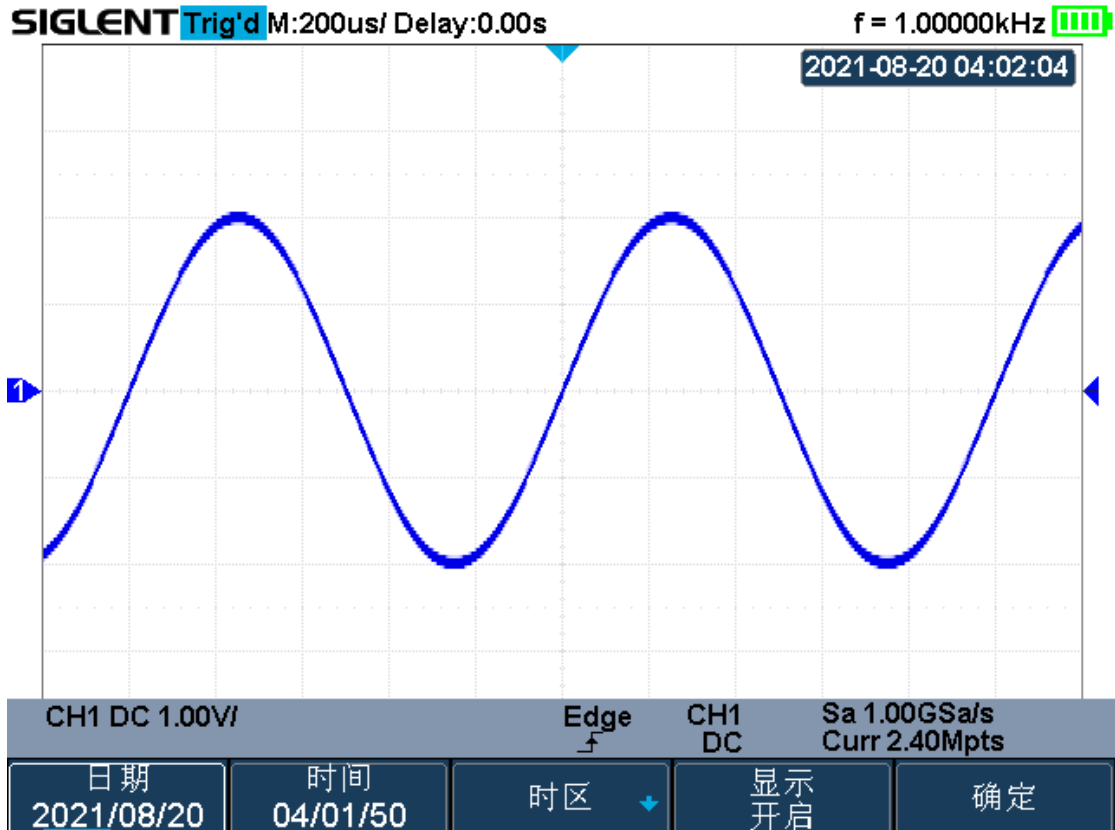 SIGLENT Trig'd M:200us/ Delay:0.00s f = 1.00000kHz
2021-08-20 04:02:04
1
CH1 DC 1.00V/ Edge CH1 Sa 1.00GSa/s
DC Curr 2.40Mpts
日期 时间 时区 显示 确定
2021/08/20 04/01/50 开启